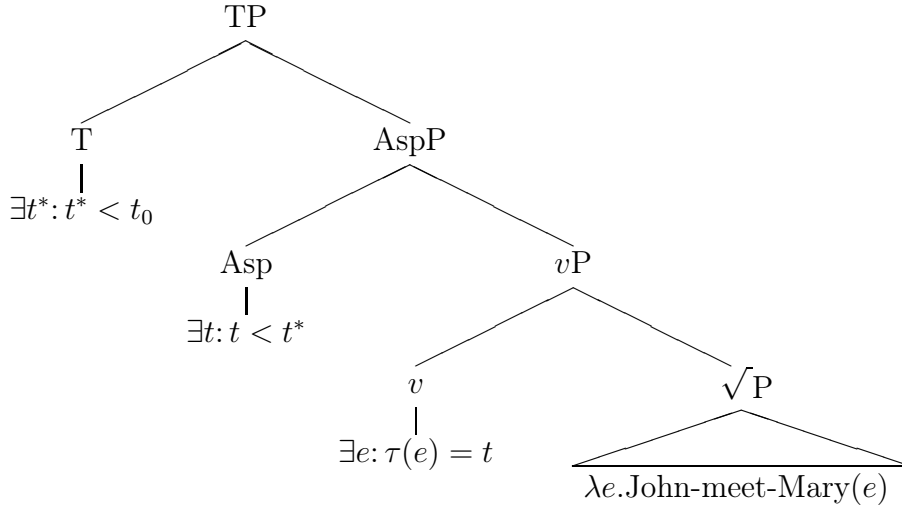 TP
T AspP
∃t*: t* < t₀
Asp vP
∃t: t < t*
v √P
∃e: τ(e) = t
λe.John-meet-Mary(e)